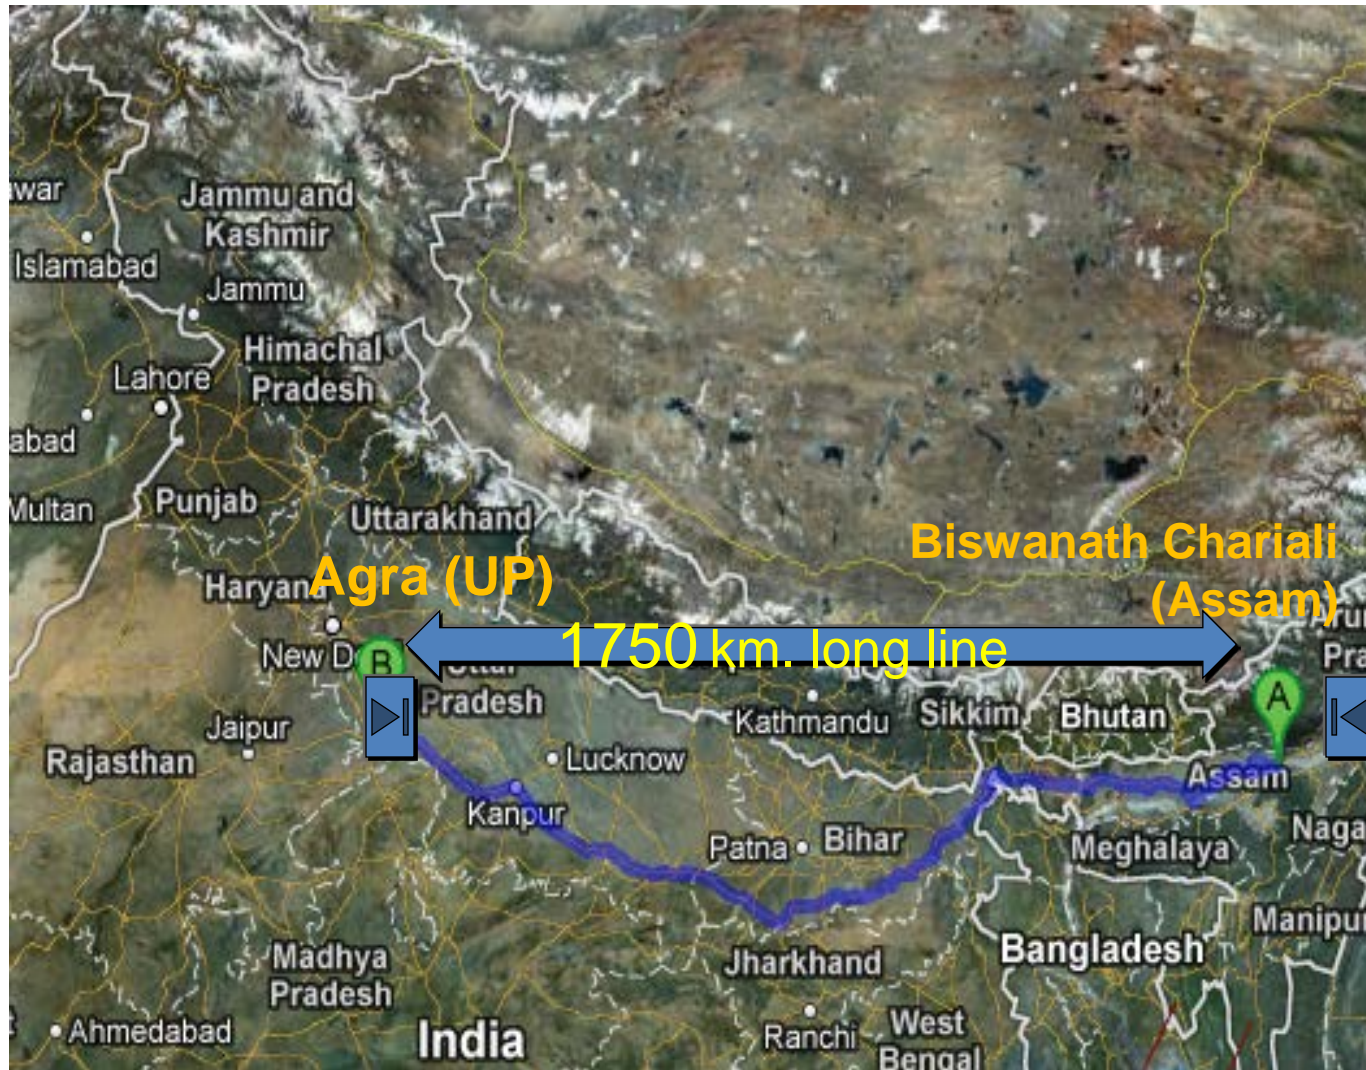 war
Jammu and
Kashmir
Islamabad
Jammu
Himachal
Pradesh
Lahore
abad
Multan
Punjab
Uttarakhand
Biswanath Chariali
(Assam)
Agra (UP)
Haryana
1750 km. long line
New D
B
Uttar
Pradesh
Arun
Pra
A
Kathmandu
Sikkim
Bhutan
Jaipur
Rajasthan
Lucknow
Assam
Kanpur
Patna
Bihar
Meghalaya
Naga
Manipur
Bangladesh
Madhya
Pradesh
Jharkhand
Ahmedabad
India
Ranchi
West
Bengal